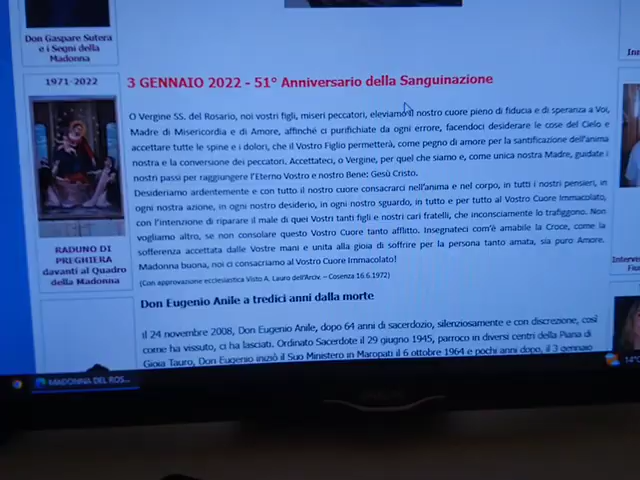 Don Gaspare Sutera
e i Segni della
Madonna
1971-2022
RADUNO DI
PREGHIERA
davanti al Quadro
della Madonna
3 GENNAIO 2022 - 51° Anniversario della Sanguinazione
O Vergine SS. del Rosario, noi vostri figli, miseri peccatori, eleviamo il nostro cuore pieno di fiducia e di speranza a Voi,
Madre di Misericordia e di Amore, affinché ci purifichiate da ogni errore, facendoci desiderare le cose del Cielo e
accettare tutte le spine e i dolori, che il Vostro Figlio permetterà, come pegno di amore per la santificazione dell'anima
nostra e la conversione dei peccatori. Accettateci, o Vergine, per quel che siamo e, come unica nostra Madre, guidate i
nostri passi per raggiungere l'Eterno Vostro e nostro Bene: Gesù Cristo.
Desideriamo ardentemente e con tutto il nostro cuore consacrarci nell'anima e nel corpo, in tutti i nostri pensieri, in
ogni nostra azione, in ogni nostro desiderio, in ogni nostro sguardo, in tutto e per tutto al Vostro Cuore Immacolato,
con l'intenzione di riparare il male di quei Vostri tanti figli e nostri cari fratelli, che inconsciamente lo trafiggono. Non
vogliamo altro, se non consolare questo Vostro Cuore tanto afflitto. Insegnateci com'è amabile la Croce, come la
sofferenza accettata dalle Vostre mani e unita alla gioia di soffrire per la persona tanto amata, sia puro Amore.
Madonna buona, noi ci consacriamo al Vostro Cuore Immacolato!
(Con approvazione ecclesiastica Visto A. Lauro dell'Arciv. – Cosenza 16.6.1972)
Don Eugenio Anile a tredici anni dalla morte
Il 24 novembre 2008, Don Eugenio Anile, dopo 64 anni di sacerdozio, silenziosamente e con discrezione, così
come ha vissuto, ci ha lasciati. Ordinato Sacerdote il 29 giugno 1945, parroco in diversi centri della Piana di
Gioia Tauro, Don Eugenio iniziò il Suo Ministero in Maropati il 6 ottobre 1964 e pochi anni dopo, il 3 gennaio
MADONNA DEL ROS...
14°C